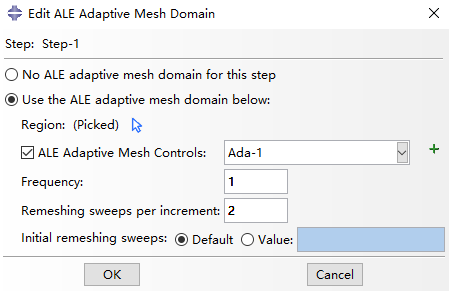 Edit ALE Adaptive Mesh Domain
Step: Step-1
No ALE adaptive mesh domain for this step
Use the ALE adaptive mesh domain below:
Region: (Picked)
ALE Adaptive Mesh Controls: Ada-1
Frequency: 1
Remeshing sweeps per increment: 2
Initial remeshing sweeps: Default Value:
OK Cancel